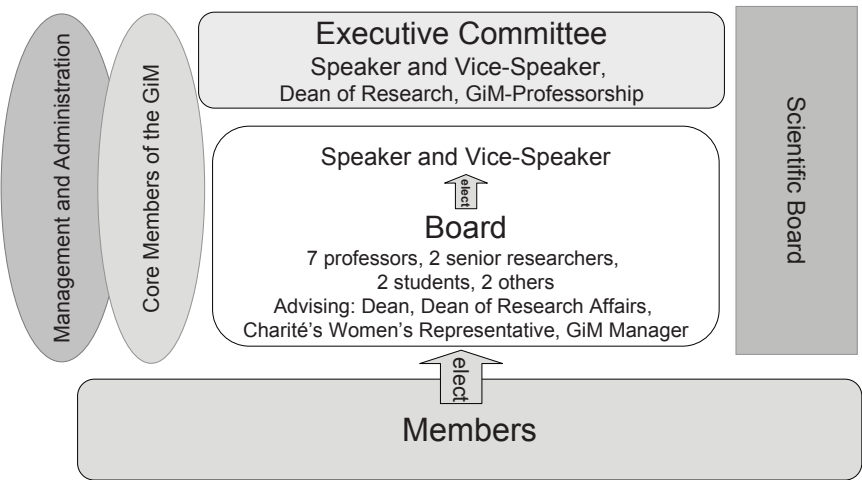 Management and Administration
Core Members of the GiM
Executive Committee
Speaker and Vice-Speaker,
Dean of Research, GiM-Professorship
Speaker and Vice-Speaker
elect
Board
7 professors, 2 senior researchers,
2 students, 2 others
Advising: Dean, Dean of Research Affairs,
Charité’s Women’s Representative, GiM Manager
elect
Members
Scientific Board